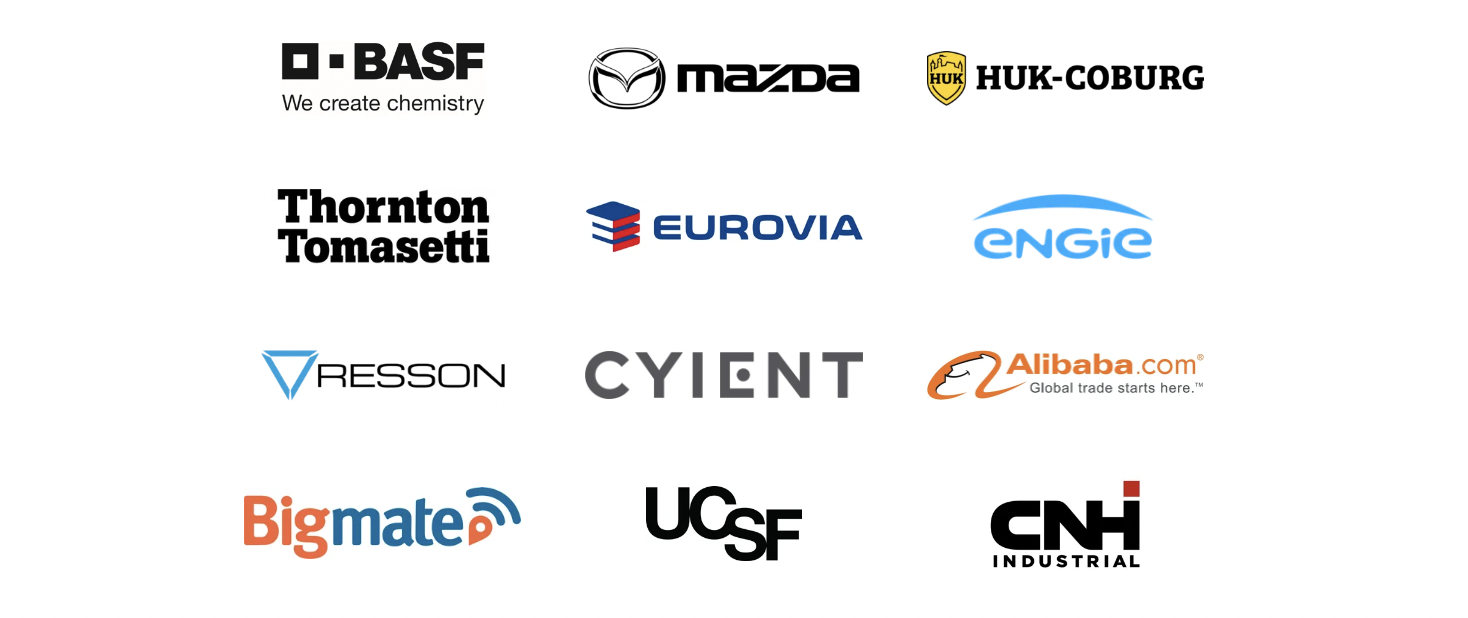 BASF
We create chemistry
mazda
HUK
HUK-COBURG
Thornton
Tomasetti
EUROVIA
eNGie
RESSON
CYIENT
Alibaba.com®
Global trade starts here.™
Bigmate
UCSF
CNH
INDUSTRIAL